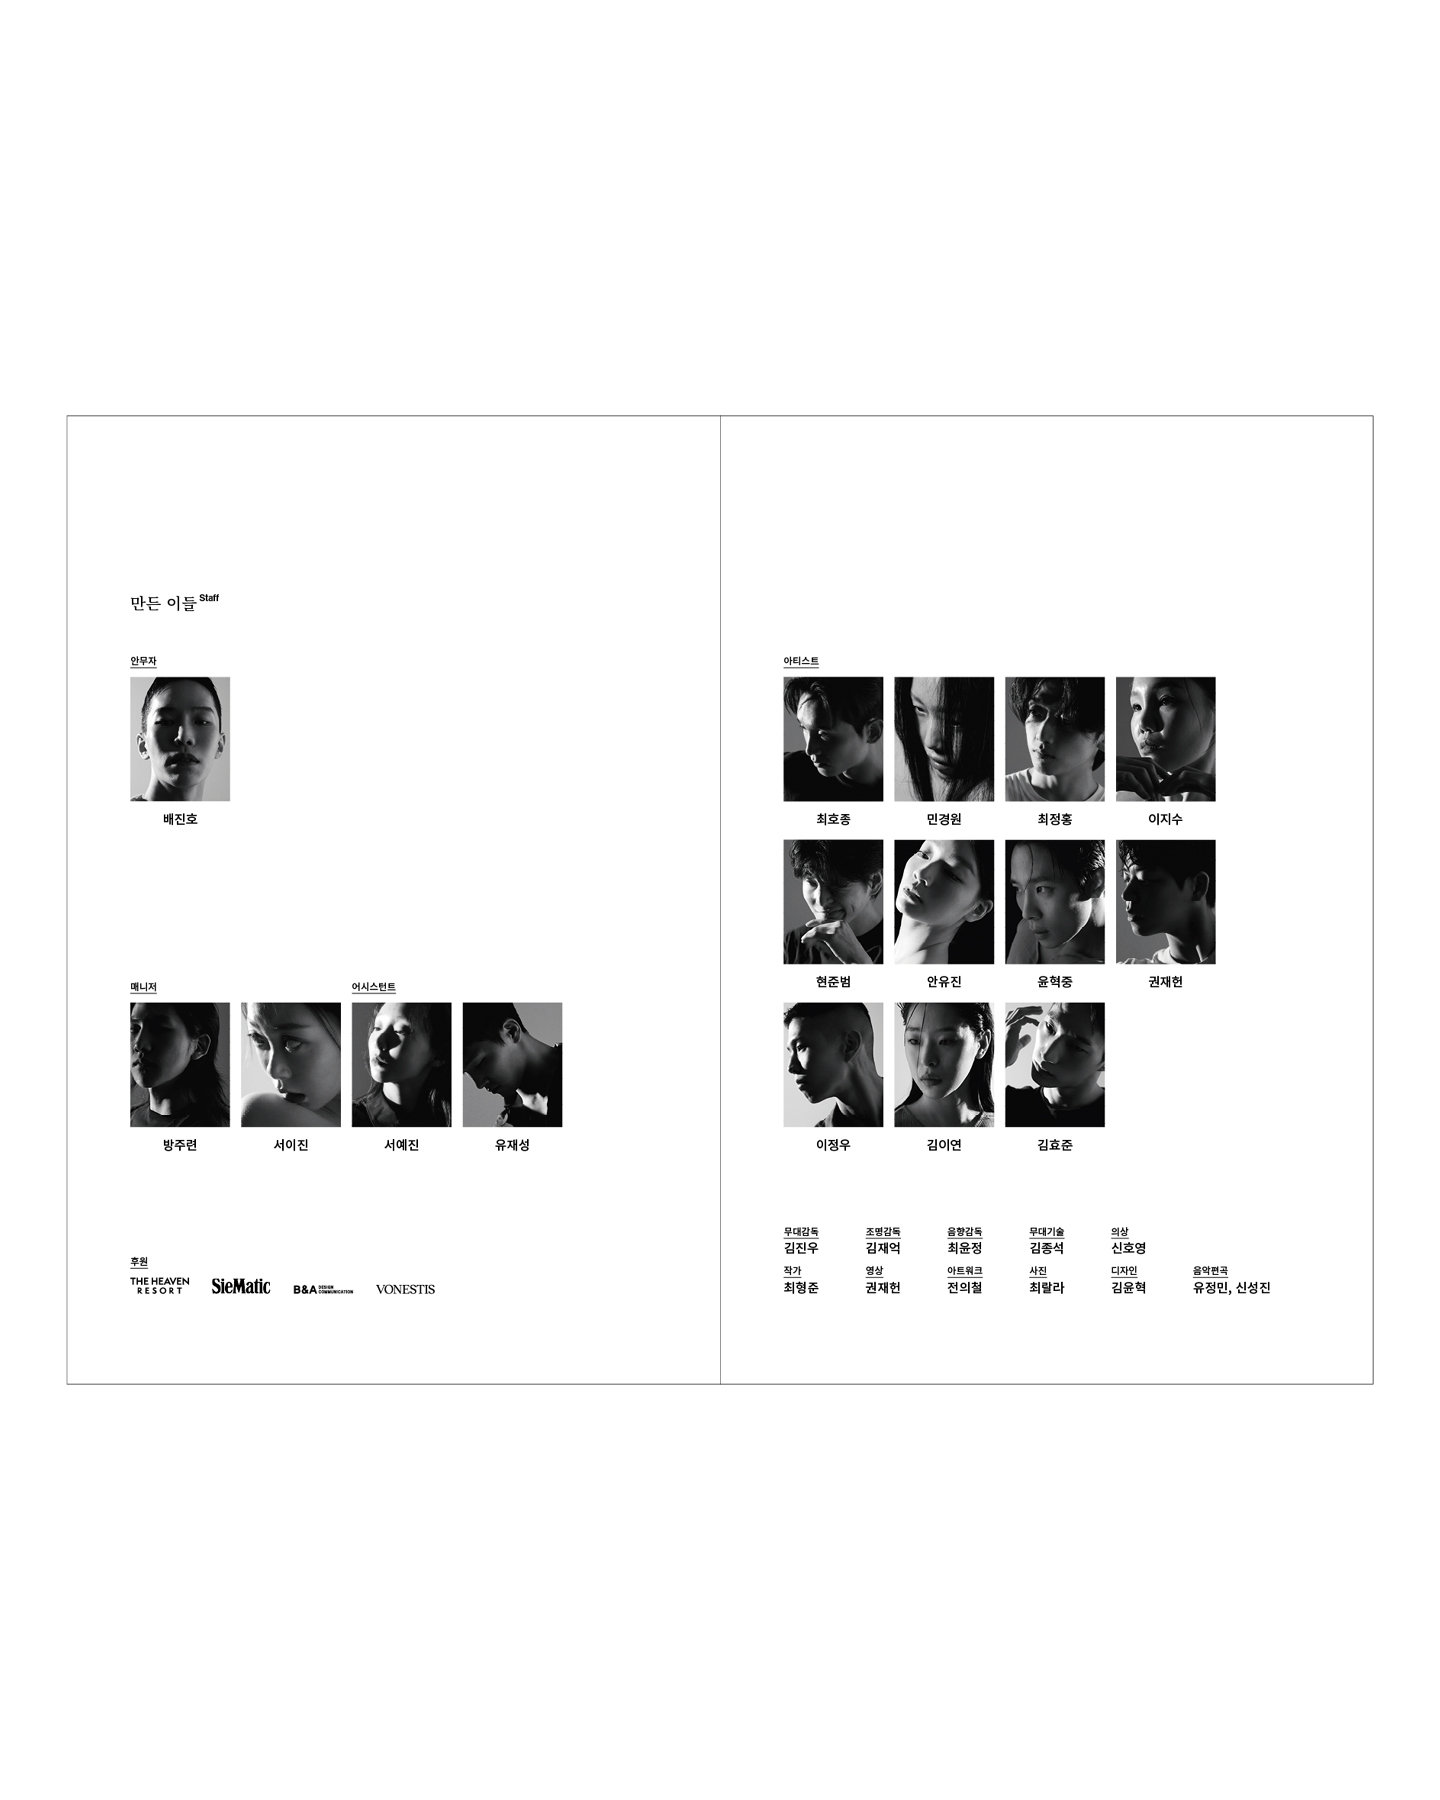 만든 이들 Staff
안무자
배진호
매니저 어시스턴트
방주련 서이진 서예진 유재성
후원
THE HEAVEN
RESORT
SieMatic
B&A DESIGN
COMMUNICATION
VONESTIS
아티스트
최호종 민경원 최정홍 이지수
현준범 안유진 윤혁중 권재헌
이정우 김이연 김효준
무대감독 조명감독 음향감독 무대기술 의상
김진우 김재억 최윤정 김종석 신호영
작가 영상 아트워크 사진 디자인 음악편곡
최형준 권재헌 전의철 최랄라 김윤혁 유정민, 신성진